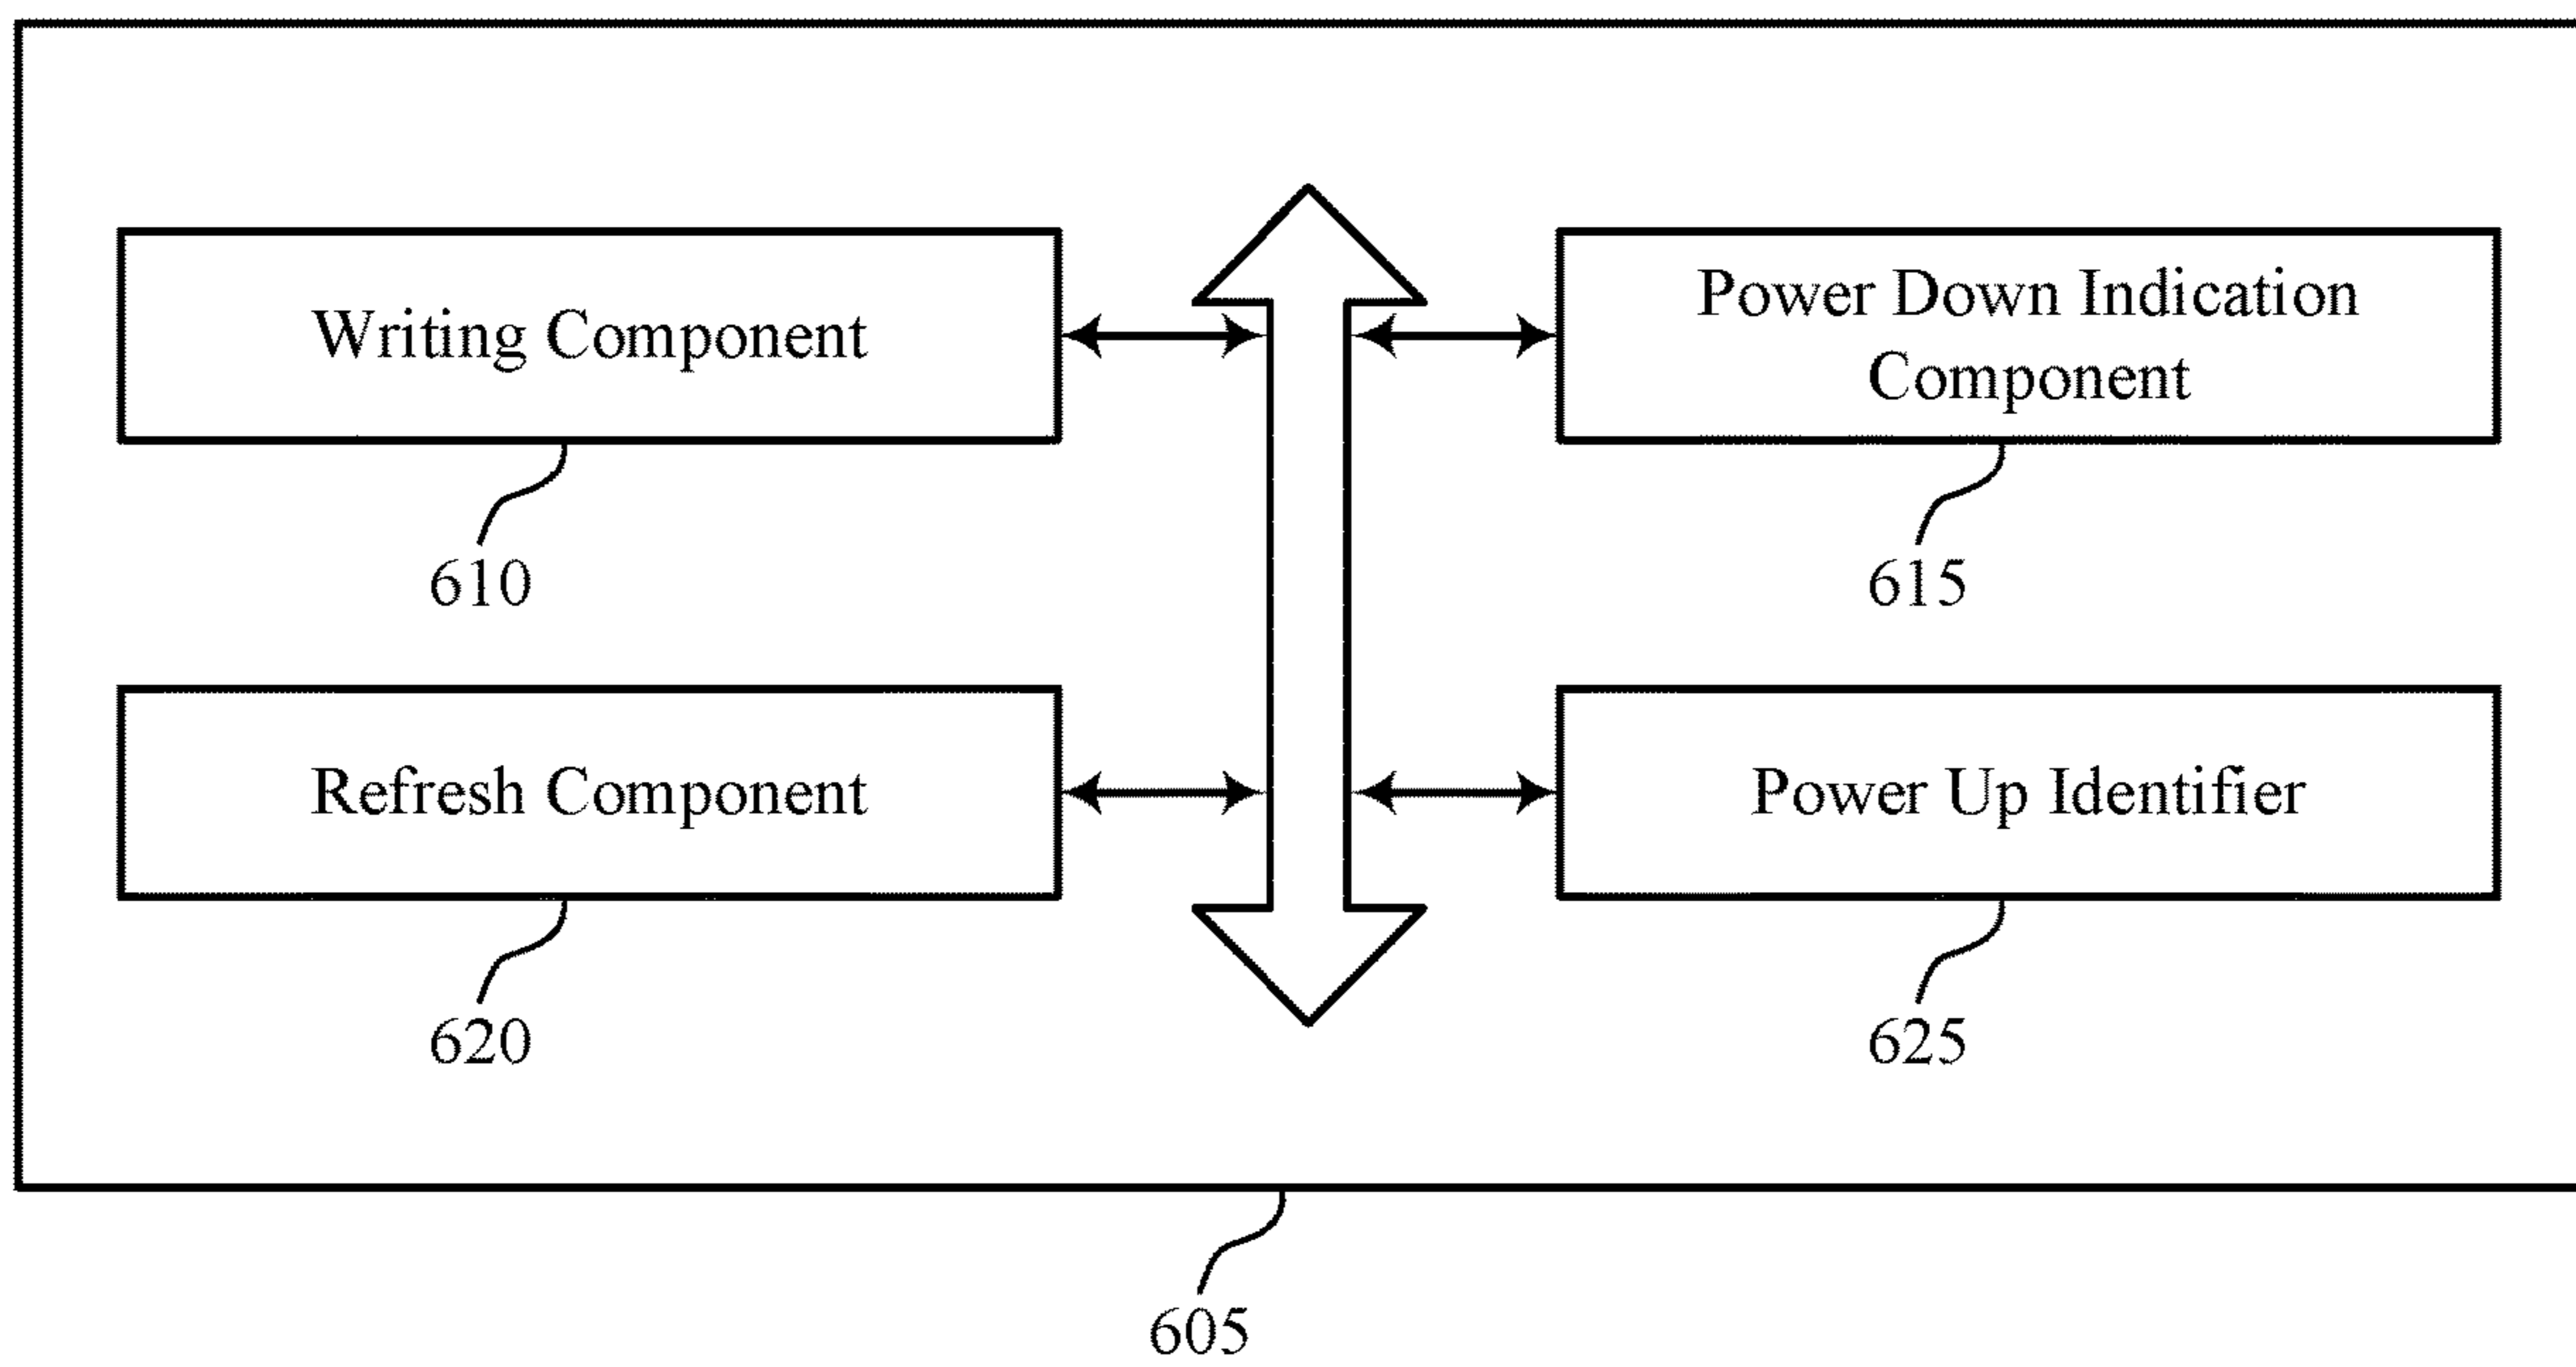 Writing Component
Power Down Indication
Component
610
615
Refresh Component
Power Up Identifier
620
625
605